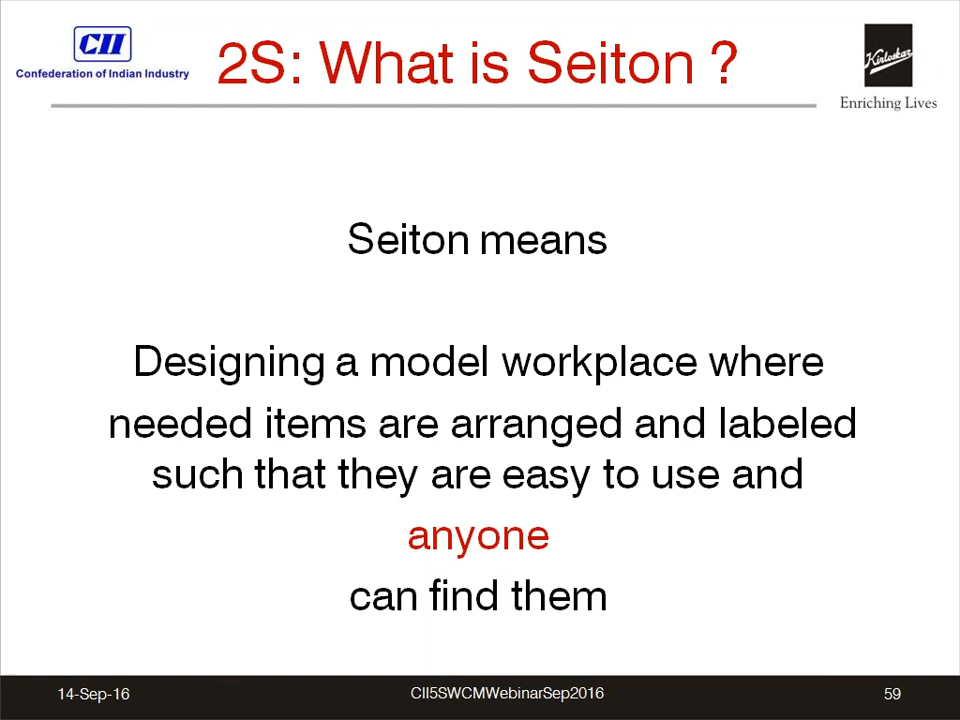 CII
Confederation of Indian Industry
2S: What is Seiton ?
Kirloskar
Enriching Lives
Seiton means
Designing a model workplace where
needed items are arranged and labeled
such that they are easy to use and
anyone
can find them
14-Sep-16
CII5SWCMWebinarSep2016
59